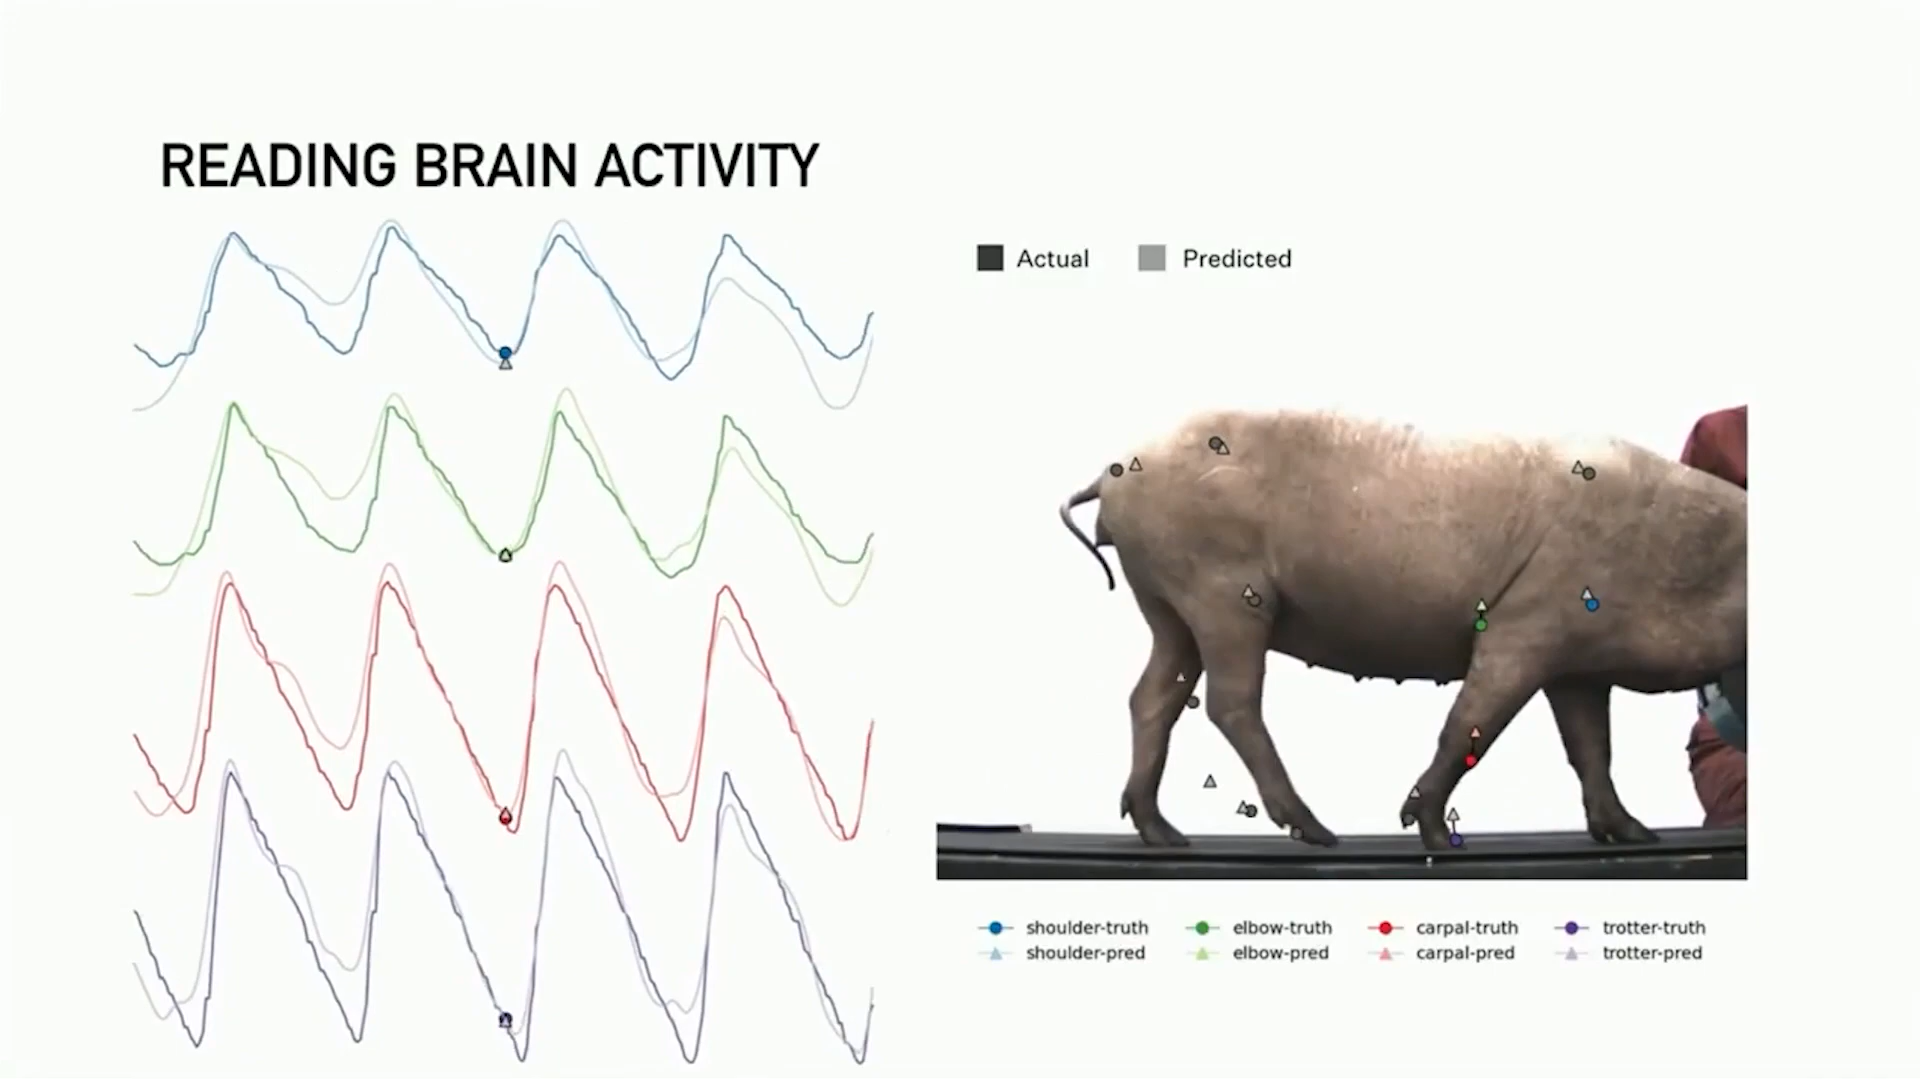 READING BRAIN ACTIVITY
Actual Predicted
shoulder-truth elbow-truth carpal-truth trotter-truth
shoulder-pred elbow-pred carpal-pred trotter-pred